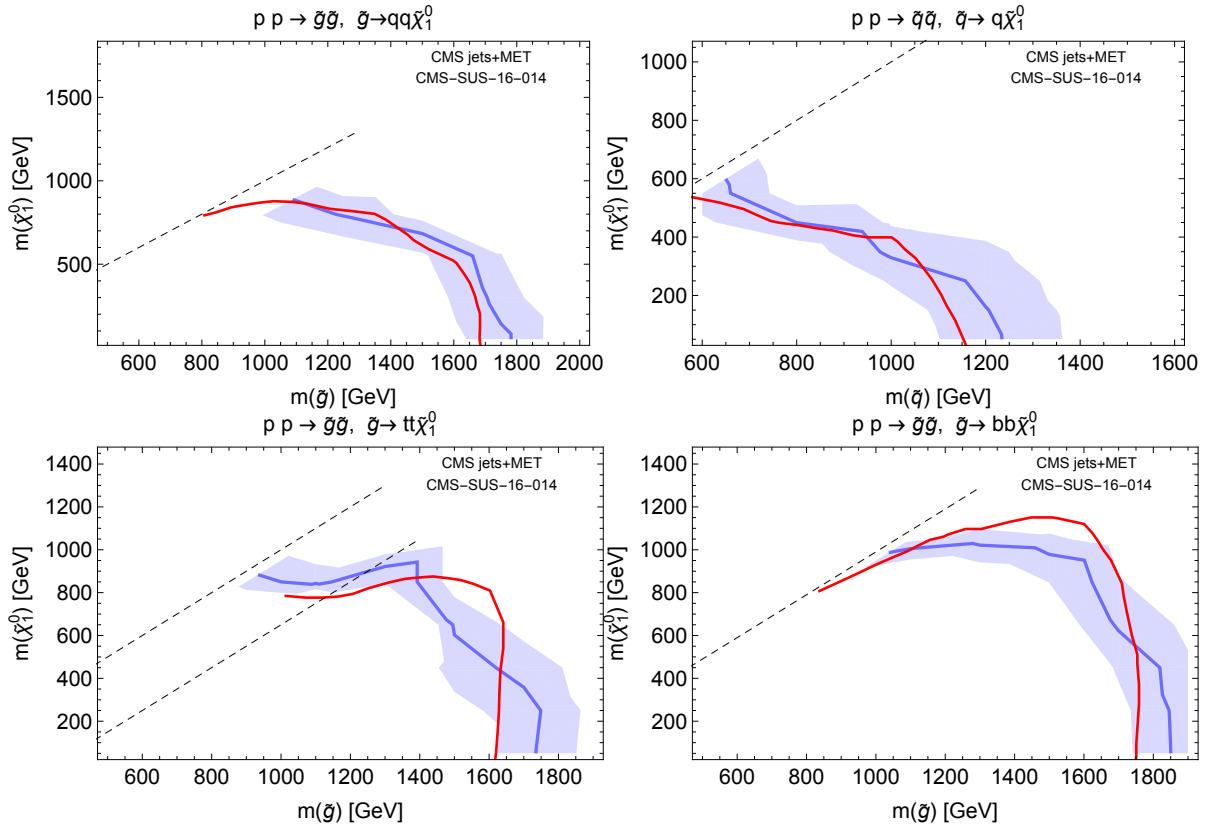 p p → g̃g̃, g̃→qqχ̃₁⁰
CMS jets+MET
CMS-SUS-16-014
m(χ̃₁⁰) [GeV]
1500
1000
500
600 800 1000 1200 1400 1600 1800 2000
m(g̃) [GeV]
p p → q̃q̃, q̃→ qχ̃₁⁰
CMS jets+MET
CMS-SUS-16-014
m(χ̃₁⁰) [GeV]
1000
800
600
400
200
0
600 800 1000 1200 1400 1600
m(q̃) [GeV]
p p → g̃g̃, g̃→ ttχ̃₁⁰
CMS jets+MET
CMS-SUS-16-014
m(χ̃₁⁰) [GeV]
1400
1200
1000
800
600
400
200
600 800 1000 1200 1400 1600 1800
m(g̃) [GeV]
p p → g̃g̃, g̃→ bbχ̃₁⁰
CMS jets+MET
CMS-SUS-16-014
m(χ̃₁⁰) [GeV]
1400
1200
1000
800
600
400
200
600 800 1000 1200 1400 1600 1800
m(g̃) [GeV]